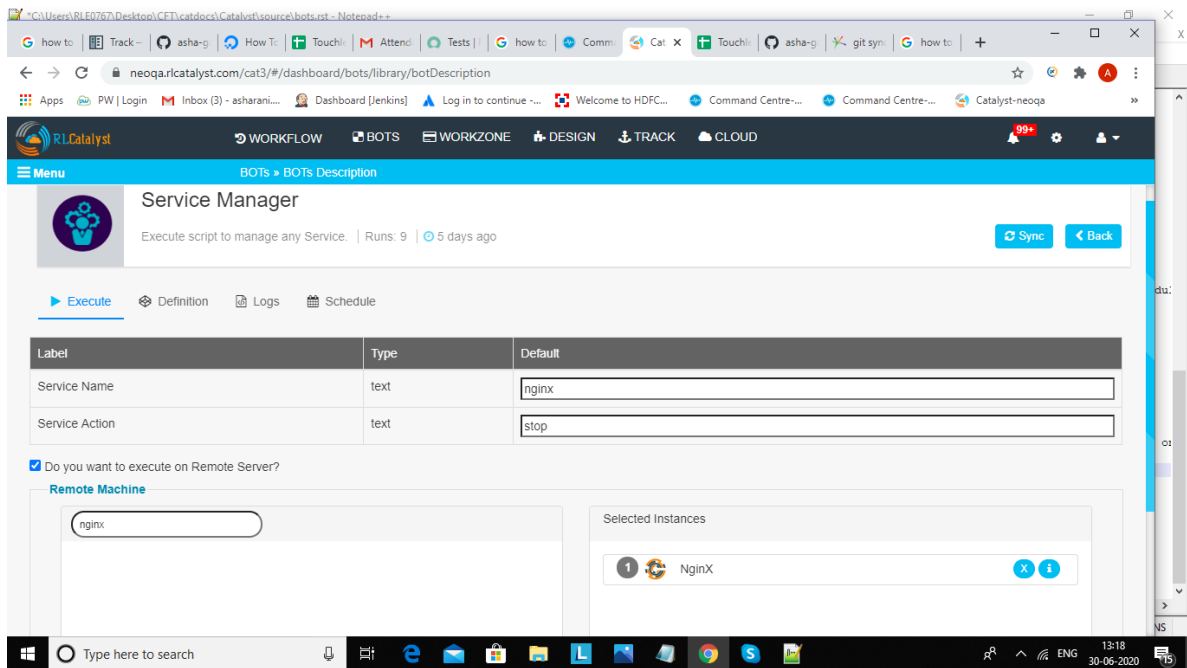 *C:\Users\RLE0767\Desktop\CFT\catdocs\Catalyst\source\bots.rst - Notepad++
X
how to Track – asha-g How To Touchle M Attend Tests | how to Comm Cat × Touchle asha-g git syn how to +
neoqa.rlcatalyst.com/cat3/#/dashboard/bots/library/botDescription A
Apps PW | Login Inbox (3) - asharani.... Dashboard [Jenkins] Log in to continue -... Welcome to HDFC... Command Centre-... Command Centre-... Catalyst-neoqa »
RLCatalyst WORKFLOW BOTS WORKZONE DESIGN TRACK CLOUD 99+
Menu BOTs » BOTs Description
Service Manager
Execute script to manage any Service. | Runs: 9 | 5 days ago Sync Back
du:
Execute Definition Logs Schedule
Label Type Default
Service Name text nginx
Service Action text stop
Do you want to execute on Remote Server?
Remote Machine
nginx Selected Instances
1 NginX X i
NS
Type here to search L S ENG 13:18
30-06-2020 15